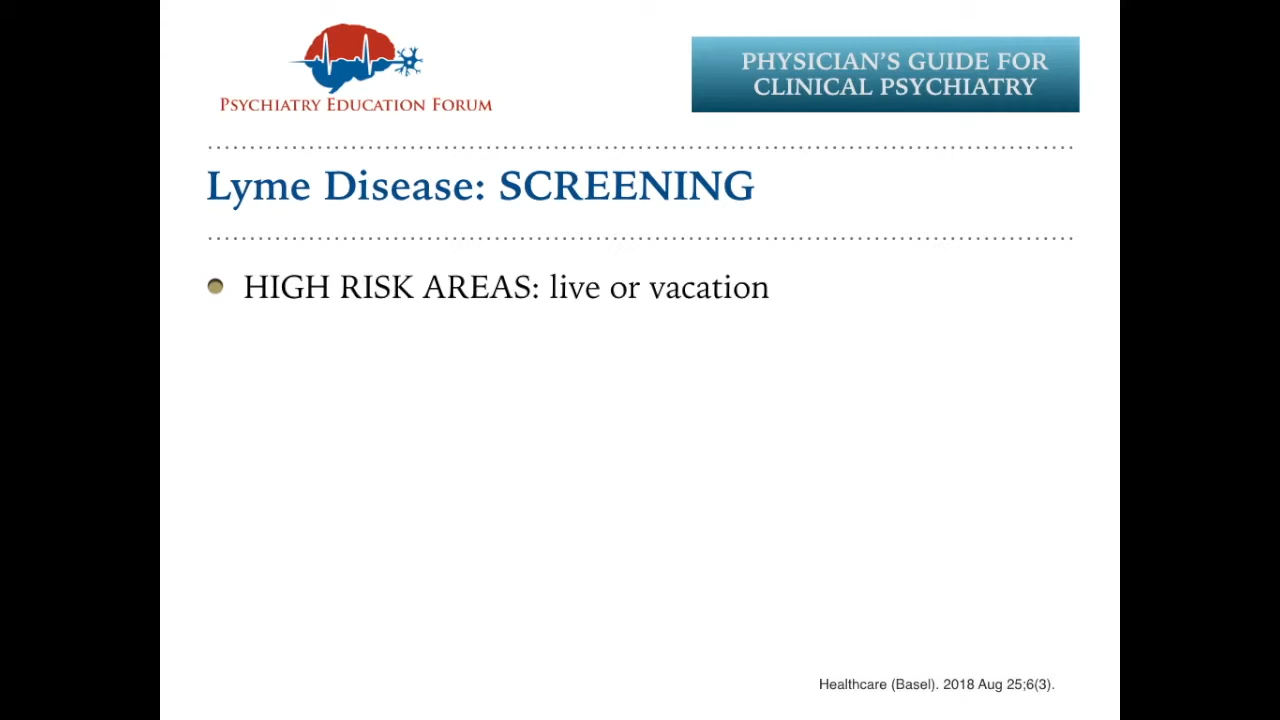 PSYCHIATRY EDUCATION FORUM
PHYSICIAN'S GUIDE FOR
CLINICAL PSYCHIATRY
Lyme Disease: SCREENING
HIGH RISK AREAS: live or vacation
Healthcare (Basel). 2018 Aug 25;6(3).